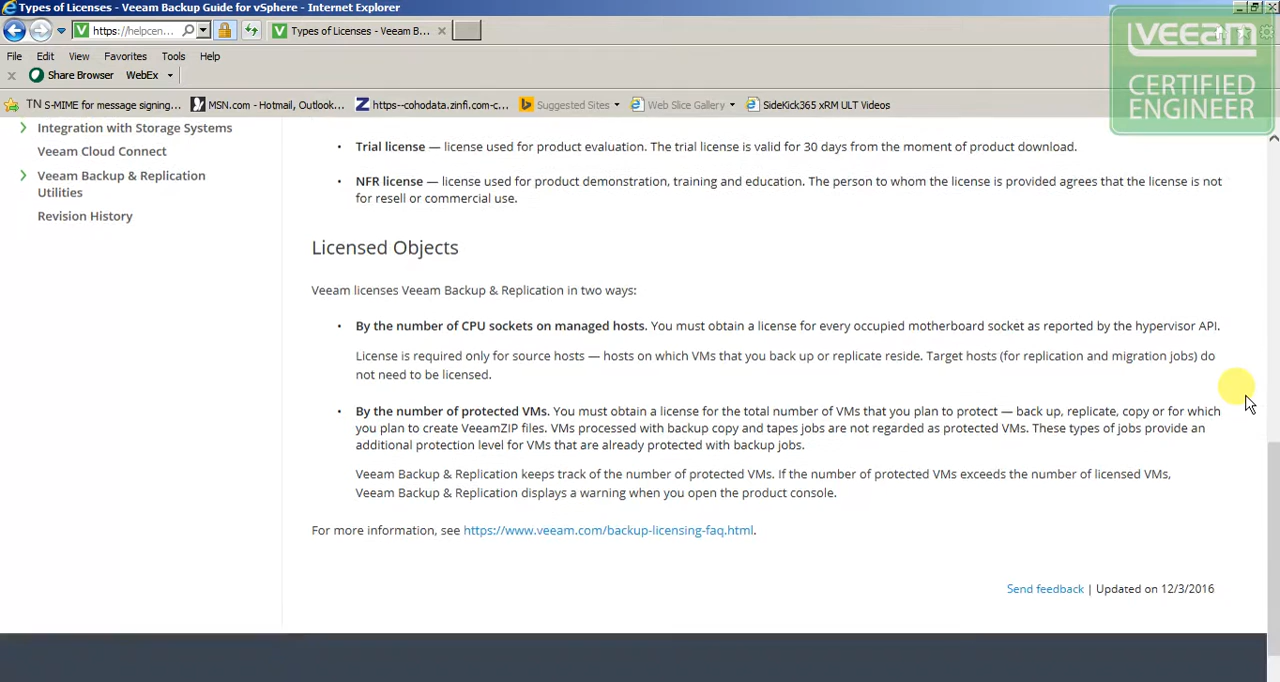 Types of Licenses - Veeam Backup Guide for vSphere - Internet Explorer
https://helpcen...
Types of Licenses - Veeam B...
File Edit View Favorites Tools Help
Share Browser WebEx
TN S-MIME for message signing...
MSN.com - Hotmail, Outlook...
https--cohodata.zinfi.com-c...
Suggested Sites
Web Slice Gallery
SideKick365 xRM ULT Videos
veeam
CERTIFIED
ENGINEER
Integration with Storage Systems
Veeam Cloud Connect
Veeam Backup & Replication
Utilities
Revision History
• Trial license — license used for product evaluation. The trial license is valid for 30 days from the moment of product download.
• NFR license — license used for product demonstration, training and education. The person to whom the license is provided agrees that the license is not
for resell or commercial use.
Licensed Objects
Veeam licenses Veeam Backup & Replication in two ways:
• By the number of CPU sockets on managed hosts. You must obtain a license for every occupied motherboard socket as reported by the hypervisor API.
License is required only for source hosts — hosts on which VMs that you back up or replicate reside. Target hosts (for replication and migration jobs) do
not need to be licensed.
• By the number of protected VMs. You must obtain a license for the total number of VMs that you plan to protect — back up, replicate, copy or for which
you plan to create VeeamZIP files. VMs processed with backup copy and tapes jobs are not regarded as protected VMs. These types of jobs provide an
additional protection level for VMs that are already protected with backup jobs.
Veeam Backup & Replication keeps track of the number of protected VMs. If the number of protected VMs exceeds the number of licensed VMs,
Veeam Backup & Replication displays a warning when you open the product console.
For more information, see https://www.veeam.com/backup-licensing-faq.html.
Send feedback | Updated on 12/3/2016